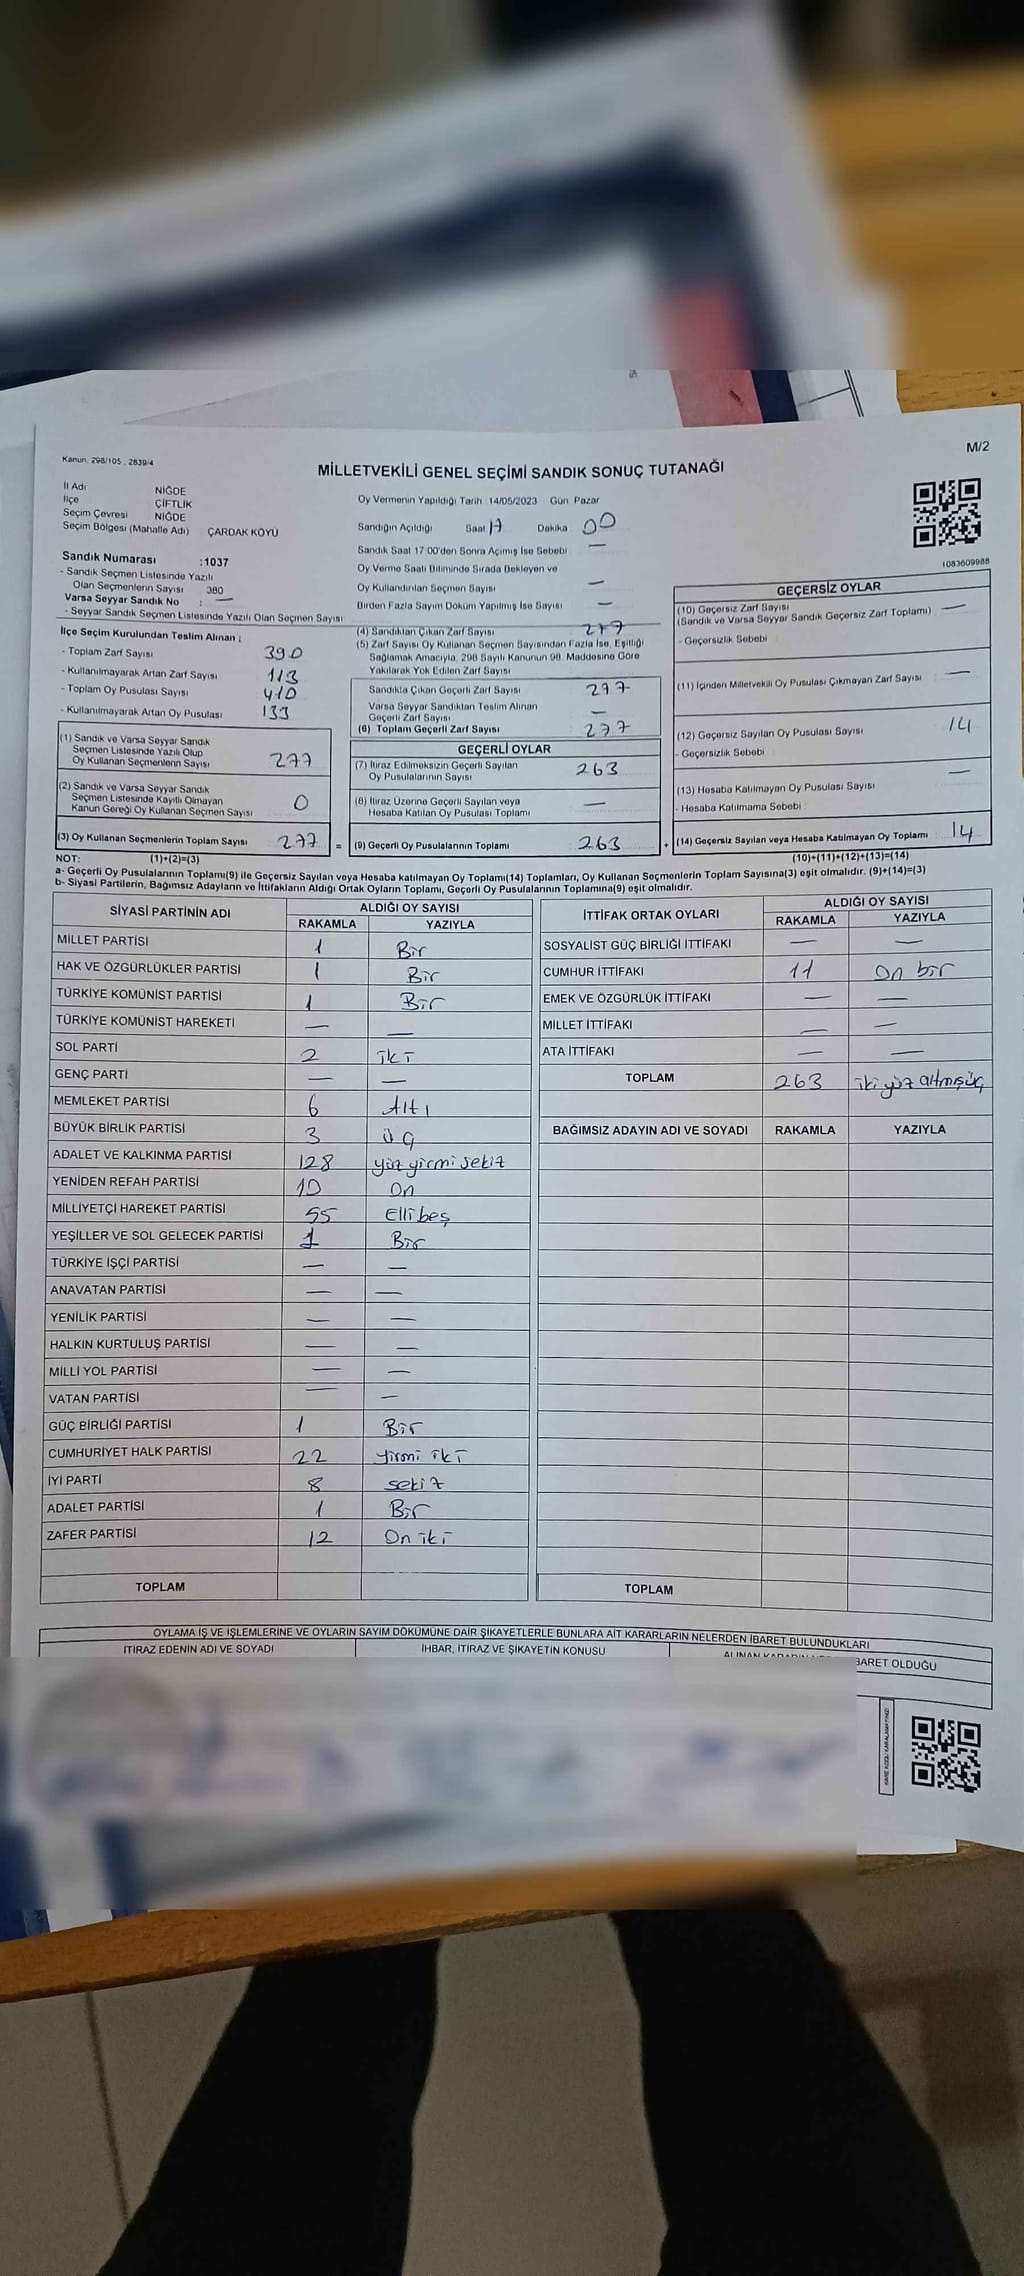 Kanun: 298/105, 2839/4
M/2
MİLLETVEKİLİ GENEL SEÇİMİ SANDIK SONUÇ TUTANAĞI
İl Adı NİĞDE
İlçe ÇİFTLİK
Seçim Çevresi NİĞDE
Seçim Bölgesi (Mahalle Adı) ÇARDAK KÖYÜ
Oy Vermenin Yapıldığı Tarih 14/05/2023 Gün Pazar
Sandığın Açıldığı Saat 17 Dakika 00
Sandık Saat 17 00'den Sonra Açımış İse Sebebi —
Oy Verme Saati Bitiminde Sırada Bekleyen ve
Oy Kullandırılan Seçmen Sayısı —
Birden Fazla Sayım Döküm Yapılmış İse Sayısı —
1083609988
Sandık Numarası :1037
- Sandık Seçmen Listesinde Yazılı
Olan Seçmenlerin Sayısı 380
Varsa Seyyar Sandık No : —
- Seyyar Sandık Seçmen Listesinde Yazılı Olan Seçmen Sayısı
İlçe Seçim Kurulundan Teslim Alınan ;
- Toplam Zarf Sayısı 390
- Kullanılmayarak Artan Zarf Sayısı 113
- Toplam Oy Pusulası Sayısı 410
- Kullanılmayarak Artan Oy Pusulası 133
(1) Sandık ve Varsa Seyyar Sandık
Seçmen Listesinde Yazılı Olup
Oy Kullanan Seçmenlerin Sayısı 277
(2) Sandık ve Varsa Seyyar Sandık
Seçmen Listesinde Kayıtlı Olmayan
Kanun Gereği Oy Kullanan Seçmen Sayısı 0
(3) Oy Kullanan Seçmenlerin Toplam Sayısı 277 =
(4) Sandıktan Çıkan Zarf Sayısı 277
(5) Zarf Sayısı Oy Kullanan Seçmen Sayısından Fazla İse, Eşitliği
Sağlamak Amacıyla, 298 Sayılı Kanunun 98. Maddesine Göre
Yakılarak Yok Edilen Zarf Sayısı
Sandıkta Çıkan Geçerli Zarf Sayısı 277
Varsa Seyyar Sandıktan Teslim Alınan
Geçerli Zarf Sayısı —
(6) Toplam Geçerli Zarf Sayısı 277
GEÇERLİ OYLAR
(7) İtiraz Edilmeksizin Geçerli Sayılan
Oy Pusulalarının Sayısı 263
(8) İtiraz Üzerine Geçerli Sayılan veya
Hesaba Katılan Oy Pusulası Toplamı —
(9) Geçerli Oy Pusulalarının Toplamı 263 +
GEÇERSİZ OYLAR
(10) Geçersiz Zarf Sayısı
(Sandık ve Varsa Seyyar Sandık Geçersiz Zarf Toplamı) —
- Geçersizlik Sebebi
(11) İçinden Milletvekili Oy Pusulası Çıkmayan Zarf Sayısı —
(12) Geçersiz Sayılan Oy Pusulası Sayısı 14
- Geçersizlik Sebebi
(13) Hesaba Katılmayan Oy Pusulası Sayısı —
- Hesaba Katılmama Sebebi
(14) Geçersiz Sayılan veya Hesaba Katılmayan Oy Toplamı 14
NOT: (1)+(2)=(3) (10)+(11)+(12)+(13)=(14)
a- Geçerli Oy Pusulalarının Toplamı(9) ile Geçersiz Sayılan veya Hesaba katılmayan Oy Toplamı(14) Toplamları, Oy Kullanan Seçmenlerin Toplam Sayısına(3) eşit olmalıdır. (9)+(14)=(3)
b- Siyasi Partilerin, Bağımsız Adayların ve İttifakların Aldığı Ortak Oyların Toplamı, Geçerli Oy Pusulalarının Toplamına(9) eşit olmalıdır.
SİYASİ PARTİNİN ADI ALDIĞI OY SAYISI
RAKAMLA YAZIYLA
MİLLET PARTİSİ 1 Bir
HAK VE ÖZGÜRLÜKLER PARTİSİ 1 Bir
TÜRKİYE KOMÜNİST PARTİSİ 1 Bir
TÜRKİYE KOMÜNİST HAREKETİ — —
SOL PARTİ 2 iki
GENÇ PARTİ — —
MEMLEKET PARTİSİ 6 Altı
BÜYÜK BİRLİK PARTİSİ 3 üç
ADALET VE KALKINMA PARTİSİ 128 yüz yirmi sekiz
YENİDEN REFAH PARTİSİ 10 On
MİLLİYETÇİ HAREKET PARTİSİ 55 Elli beş
YEŞİLLER VE SOL GELECEK PARTİSİ 1 Bir
TÜRKİYE İŞÇİ PARTİSİ — —
ANAVATAN PARTİSİ — —
YENİLİK PARTİSİ — —
HALKIN KURTULUŞ PARTİSİ — —
MİLLİ YOL PARTİSİ — —
VATAN PARTİSİ — —
GÜÇ BİRLİĞİ PARTİSİ 1 Bir
CUMHURİYET HALK PARTİSİ 22 yirmi iki
İYİ PARTİ 8 sekiz
ADALET PARTİSİ 1 Bir
ZAFER PARTİSİ 12 On iki
TOPLAM
İTTİFAK ORTAK OYLARI ALDIĞI OY SAYISI
RAKAMLA YAZIYLA
SOSYALİST GÜÇ BİRLİĞİ İTTİFAKI — —
CUMHUR İTTİFAKI 11 On bir
EMEK VE ÖZGÜRLÜK İTTİFAKI — —
MİLLET İTTİFAKI — —
ATA İTTİFAKI — —
TOPLAM 263 iki yüz altmışüç
BAĞIMSIZ ADAYIN ADI VE SOYADI RAKAMLA YAZIYLA
TOPLAM
OYLAMA İŞ VE İŞLEMLERİNE VE OYLARIN SAYIM DÖKÜMÜNE DAİR ŞİKAYETLERLE BUNLARA AİT KARARLARIN NELERDEN İBARET BULUNDUKLARI
İTİRAZ EDENİN ADI VE SOYADI İHBAR, İTİRAZ VE ŞİKAYETİN KONUSU
BARET OLDUĞU